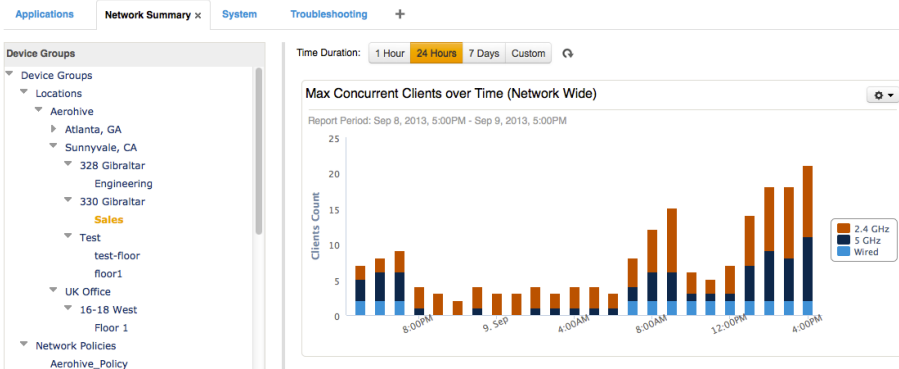 Applications
Network Summary ×
System
Troubleshooting
+
Device Groups
Device Groups
Locations
Aerohive
Atlanta, GA
Sunnyvale, CA
328 Gibraltar
Engineering
330 Gibraltar
Sales
Test
test-floor
floor1
UK Office
16-18 West
Floor 1
Network Policies
Aerohive_Policy
Time Duration: 1 Hour 24 Hours 7 Days Custom
Max Concurrent Clients over Time (Network Wide)
Report Period: Sep 8, 2013, 5:00PM - Sep 9, 2013, 5:00PM
Clients Count
25
20
15
10
5
0
8:00PM 9. Sep 4:00AM 8:00AM 12:00PM 4:00PM
2.4 GHz
5 GHz
Wired